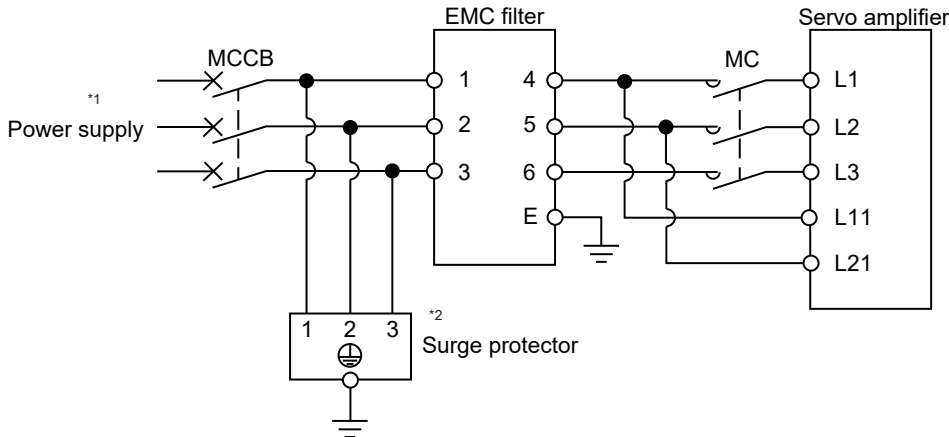 EMC filter
Servo amplifier
MCCB
MC
*1
Power supply
1
2
3
4
5
6
E
L1
L2
L3
L11
L21
1 2 3
*2
Surge protector